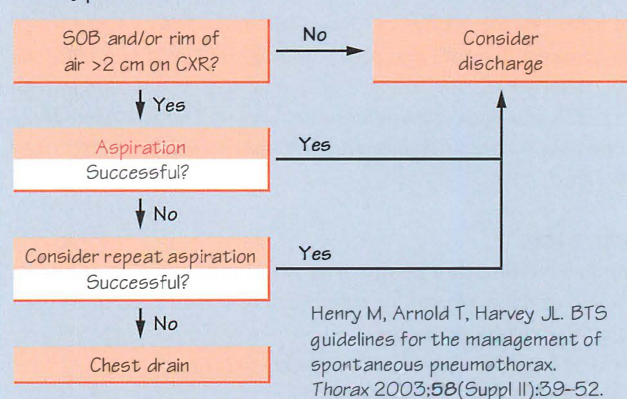 SOB and/or rim of
air >2 cm on CXR?
No
Consider
discharge
Yes
Aspiration
Successful?
Yes
No
Consider repeat aspiration
Successful?
Yes
No
Chest drain
Henry M, Arnold T, Harvey JL. BTS
guidelines for the management of
spontaneous pneumothorax.
Thorax 2003;58(Suppl II):39–52.